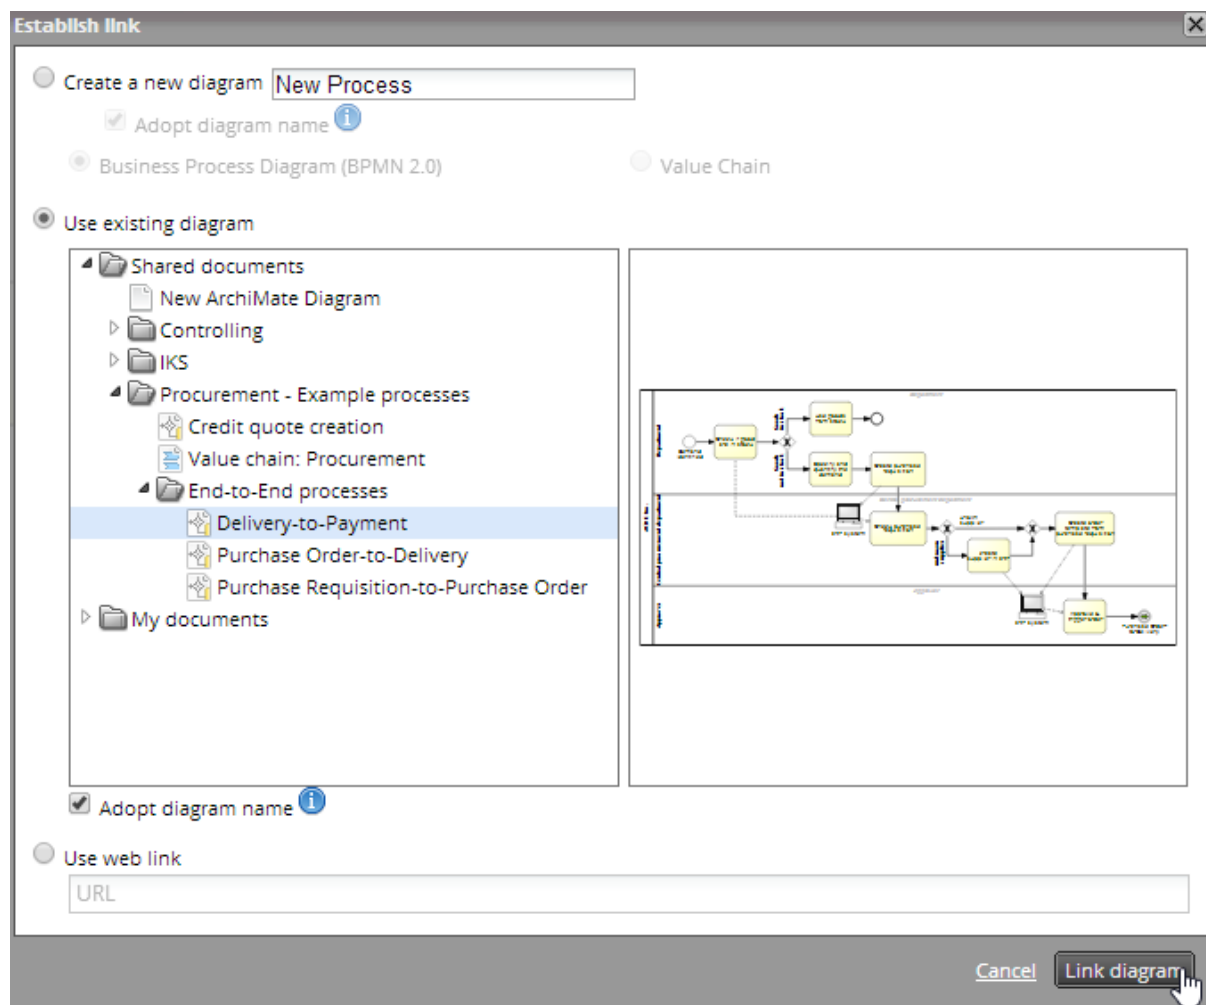 Establish link
Create a new diagram New Process
Adopt diagram name
Business Process Diagram (BPMN 2.0) Value Chain
Use existing diagram
Shared documents
New ArchiMate Diagram
Controlling
IKS
Procurement - Example processes
Credit quote creation
Value chain: Procurement
End-to-End processes
Delivery-to-Payment
Purchase Order-to-Delivery
Purchase Requisition-to-Purchase Order
My documents
Adopt diagram name
Use web link
URL
Cancel Link diagram